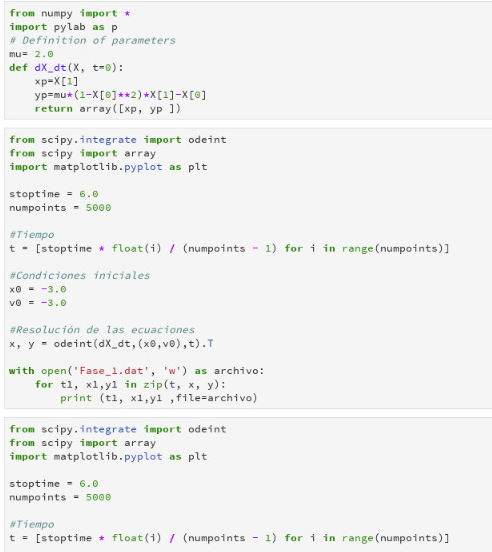 from numpy import *
import pylab as p
# Definition of parameters
mu= 2.0
def dX_dt(X, t=0):
    xp=X[1]
    yp=mu*(1-X[0]**2)*X[1]-X[0]
    return array([xp, yp ])
from scipy.integrate import odeint
from scipy import array
import matplotlib.pyplot as plt

stoptime = 6.0
numpoints = 5000

#Tiempo
t = [stoptime * float(i) / (numpoints - 1) for i in range(numpoints)]

#Condiciones iniciales
x0 = -3.0
v0 = -3.0

#Resolución de las ecuaciones
x, y = odeint(dX_dt,(x0,v0),t).T

with open('Fase_1.dat', 'w') as archivo:
    for t1, x1,y1 in zip(t, x, y):
        print (t1, x1,y1 ,file=archivo)
from scipy.integrate import odeint
from scipy import array
import matplotlib.pyplot as plt

stoptime = 6.0
numpoints = 5000

#Tiempo
t = [stoptime * float(i) / (numpoints - 1) for i in range(numpoints)]